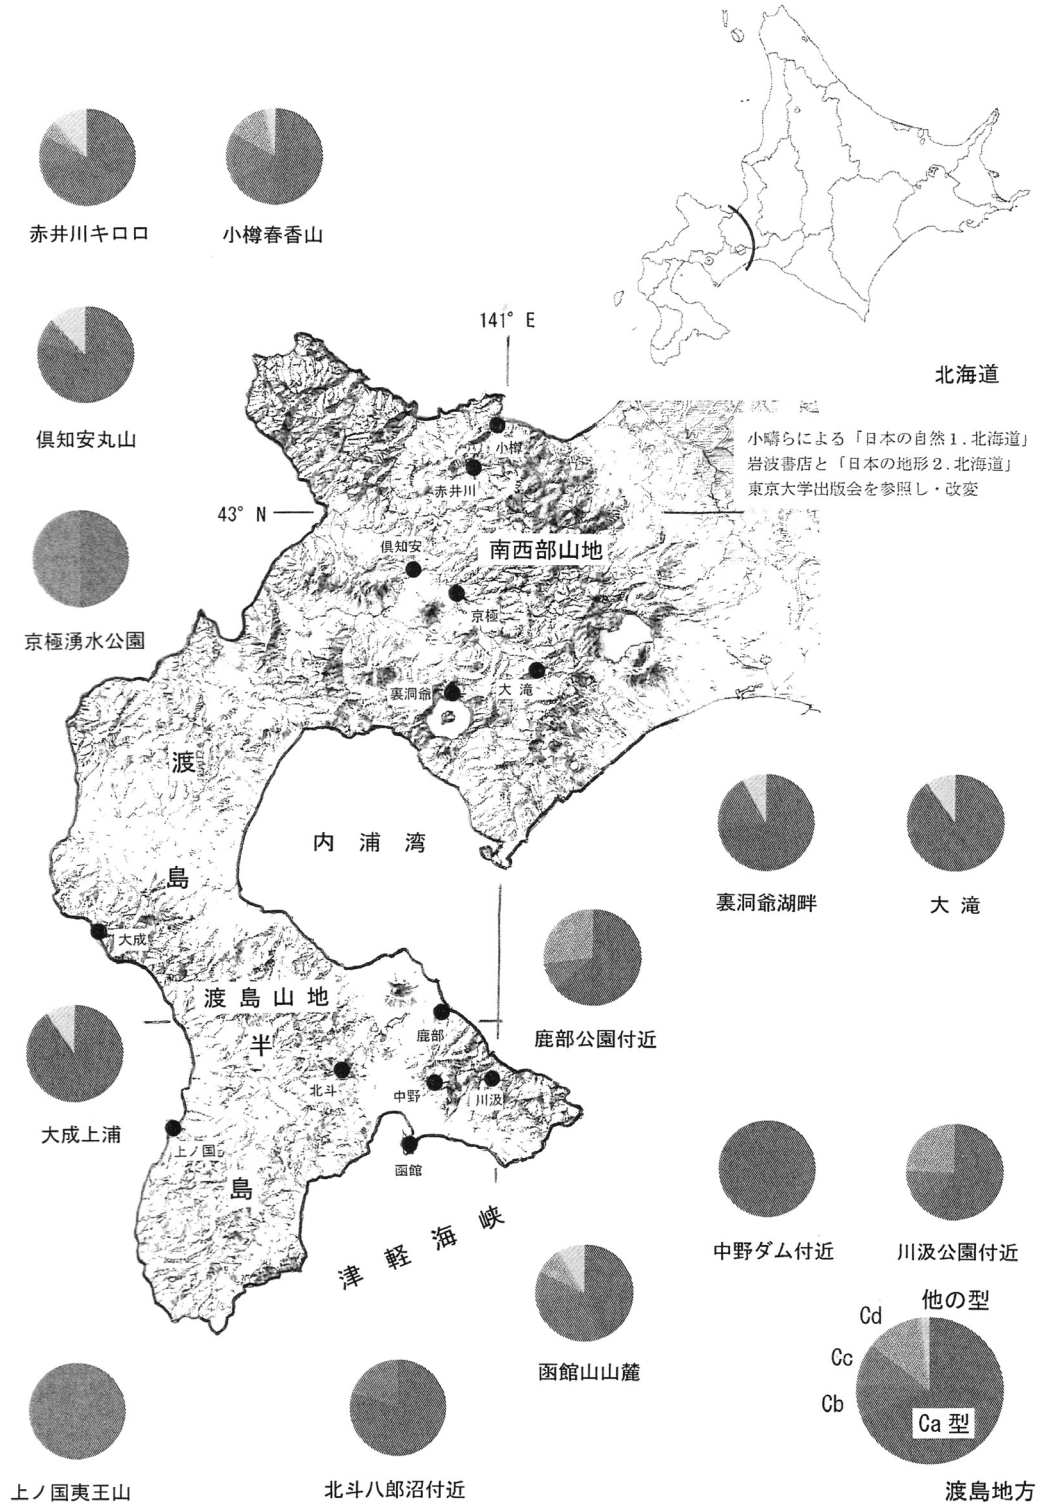 赤井川キロロ
小樽春香山
倶知安丸山
京極湧水公園
141° E
43° N
北海道
小疇らによる「日本の自然1.北海道」
岩波書店と「日本の地形2.北海道」
東京大学出版会を参照し・改変
小樽
赤井川
倶知安
南西部山地
京極
大滝
裏洞爺
渡
島
半
島
内浦湾
大成
渡島山地
鹿部
北斗
中野
川汲
上ノ国
函館
津軽海峡
裏洞爺湖畔
大滝
鹿部公園付近
大成上浦
中野ダム付近
川汲公園付近
函館山山麓
上ノ国夷王山
北斗八郎沼付近
他の型
Cd
Cc
Cb
Ca型
渡島地方